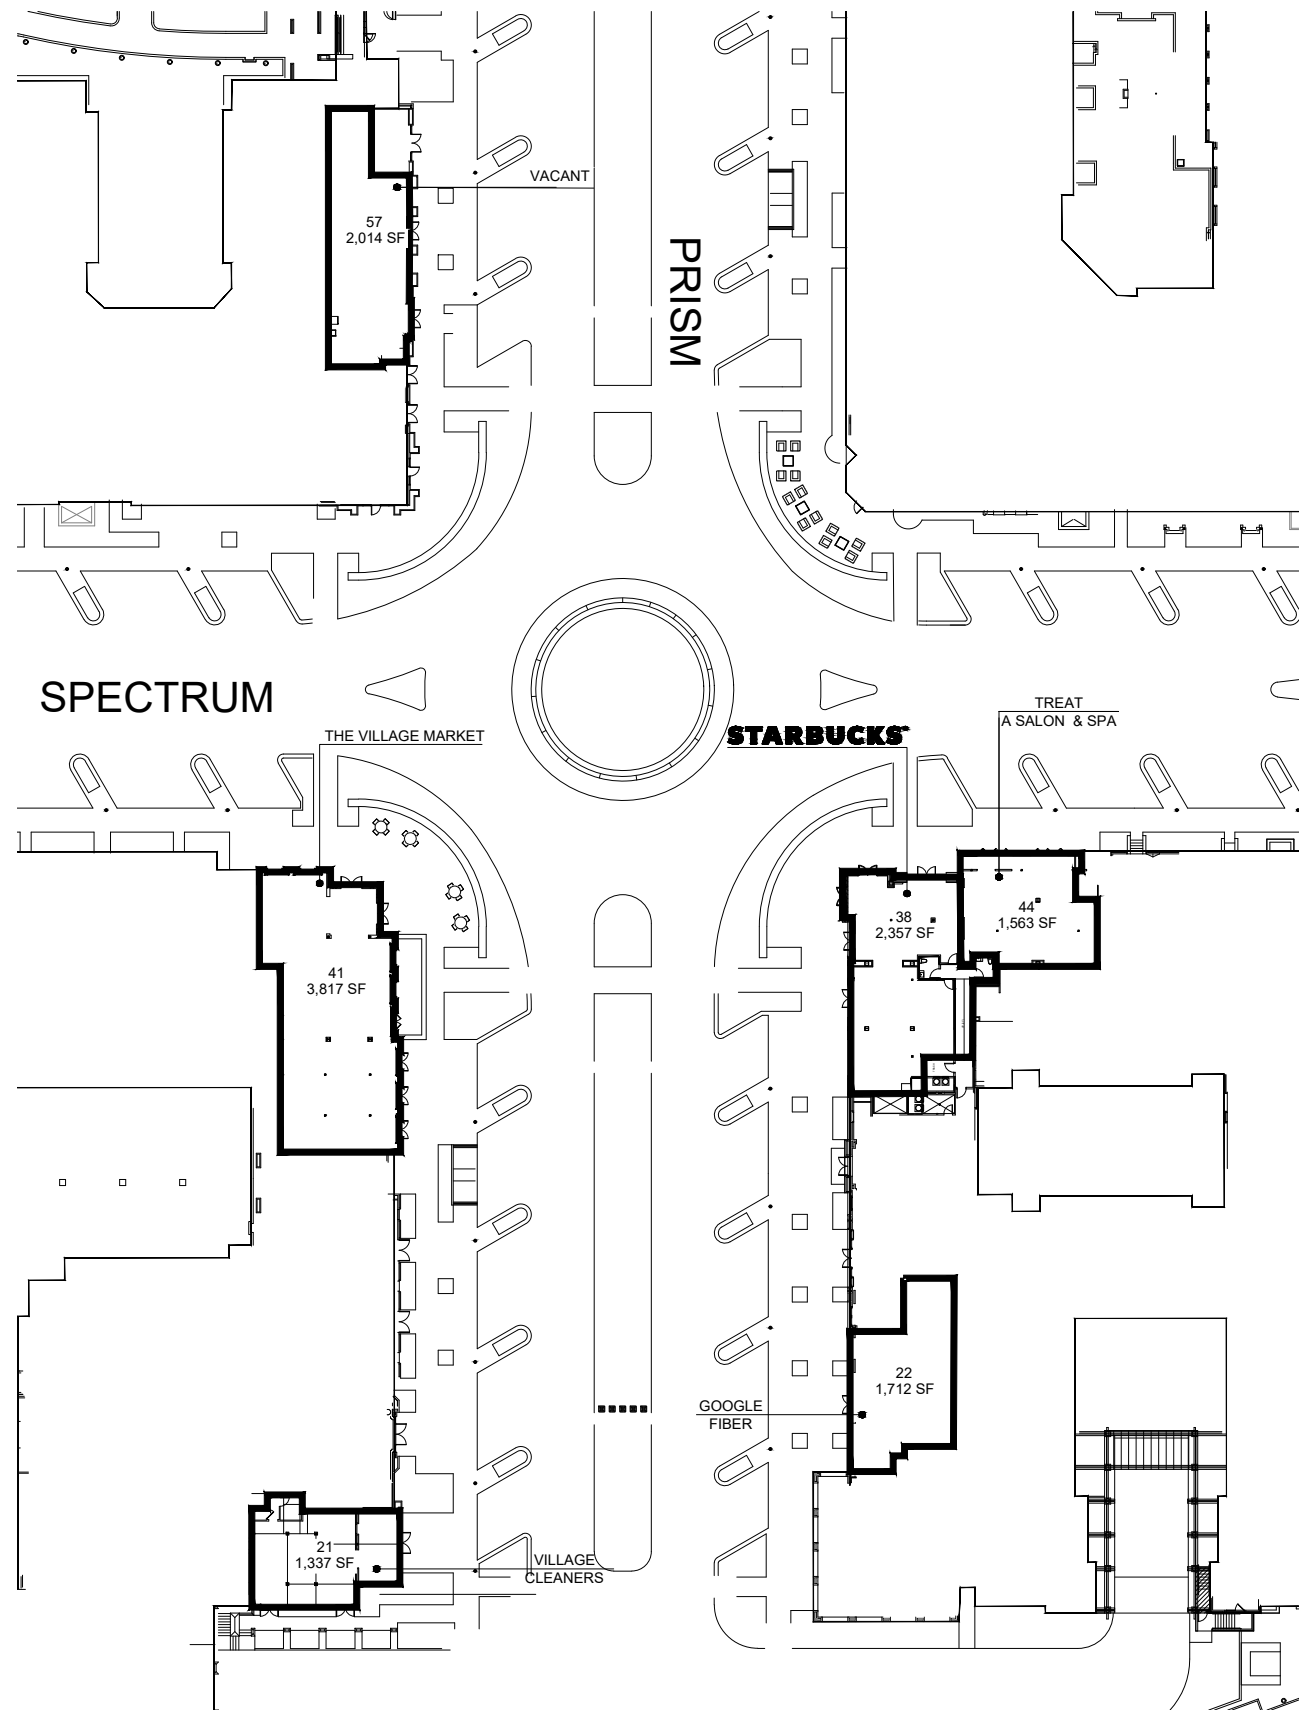 VACANT
57
2,014 SF
PRISM
SPECTRUM
THE VILLAGE MARKET
STARBUCKS
TREAT
A SALON & SPA
38
2,357 SF
44
1,563 SF
41
3,817 SF
22
1,712 SF
GOOGLE
FIBER
21
1,337 SF
VILLAGE
CLEANERS